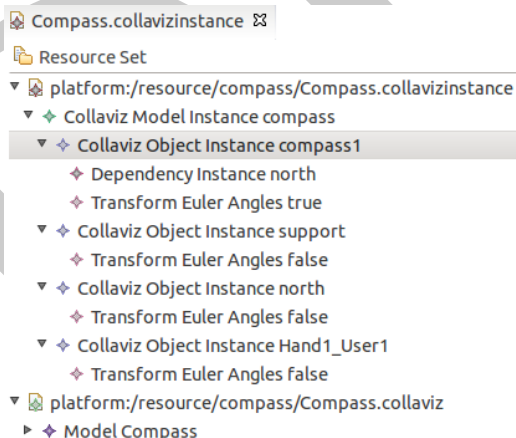 Compass.collavizinstance
Resource Set
platform:/resource/compass/Compass.collavizinstance
Collaviz Model Instance compass
Collaviz Object Instance compass1
Dependency Instance north
Transform Euler Angles true
Collaviz Object Instance support
Transform Euler Angles false
Collaviz Object Instance north
Transform Euler Angles false
Collaviz Object Instance Hand1_User1
Transform Euler Angles false
platform:/resource/compass/Compass.collaviz
Model Compass